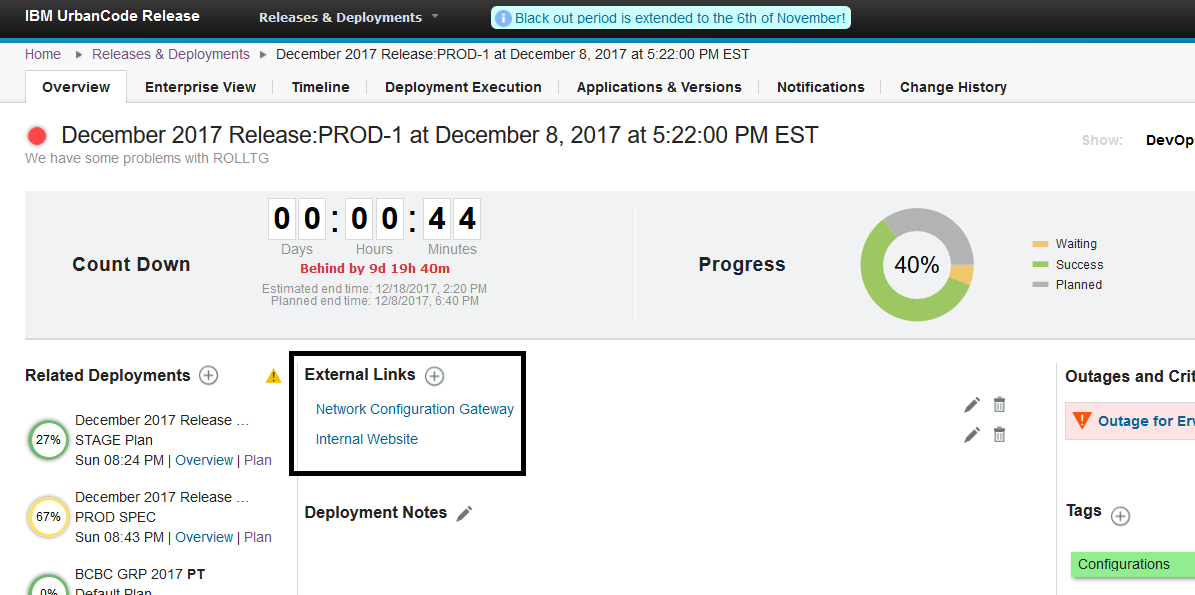 IBM UrbanCode Release
Releases & Deployments
Black out period is extended to the 6th of November!
Home Releases & Deployments December 2017 Release:PROD-1 at December 8, 2017 at 5:22:00 PM EST
Overview Enterprise View Timeline Deployment Execution Applications & Versions Notifications Change History
December 2017 Release:PROD-1 at December 8, 2017 at 5:22:00 PM EST
Show: DevOp
We have some problems with ROLLTG
Count Down
00:00:44
Days Hours Minutes
Behind by 9d 19h 40m
Estimated end time: 12/18/2017, 2:20 PM
Planned end time: 12/8/2017, 6:40 PM
Progress
40%
Waiting
Success
Planned
Related Deployments
27%
December 2017 Release ...
STAGE Plan
Sun 08:24 PM | Overview | Plan
67%
December 2017 Release ...
PROD SPEC
Sun 08:43 PM | Overview | Plan
0%
BCBC GRP 2017 PT
Default Plan
External Links
Network Configuration Gateway
Internal Website
Deployment Notes
Outages and Crit
Outage for Erv
Tags
Configurations